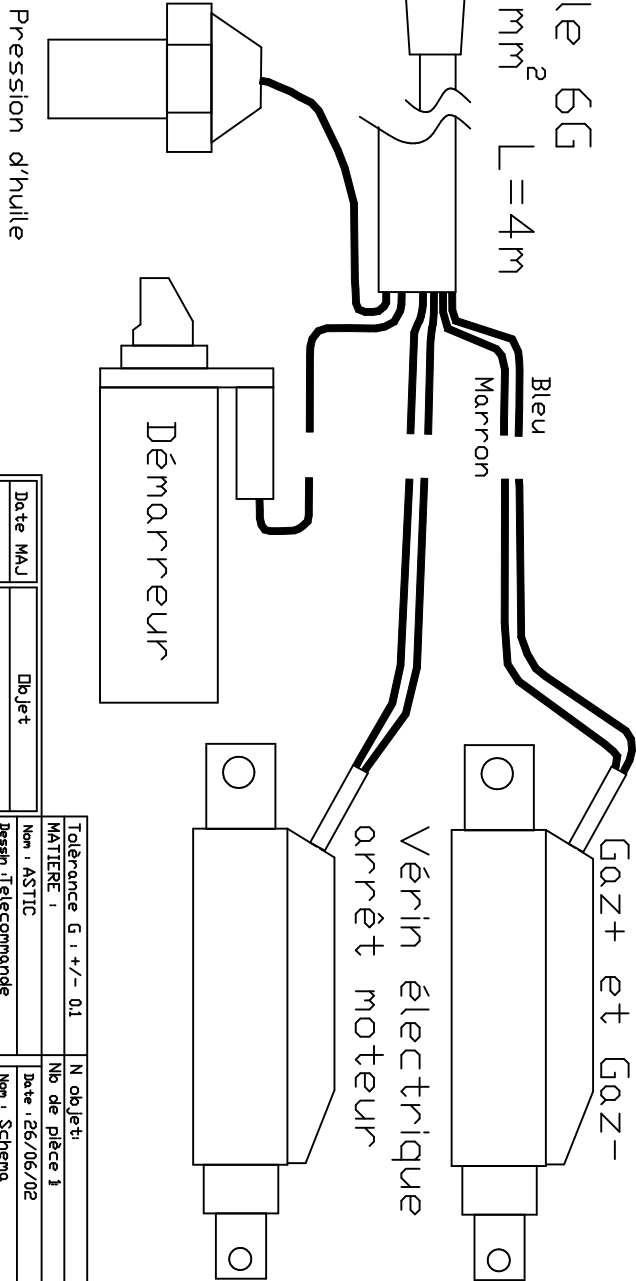 le 6G
mm² L=4m
Pression d'huile
Bleu
Marron
Démarreur
Gaz+ et Gaz-
Vérin électrique
arrêt moteur
Date MAJ
Objet
Tolèrance G : +/- 0.1
N objet:
MATIERE :
Nb de pièce 1
Nom : ASTIC
Date : 26/06/02
Dessin :Telecommande
Nom : Schema